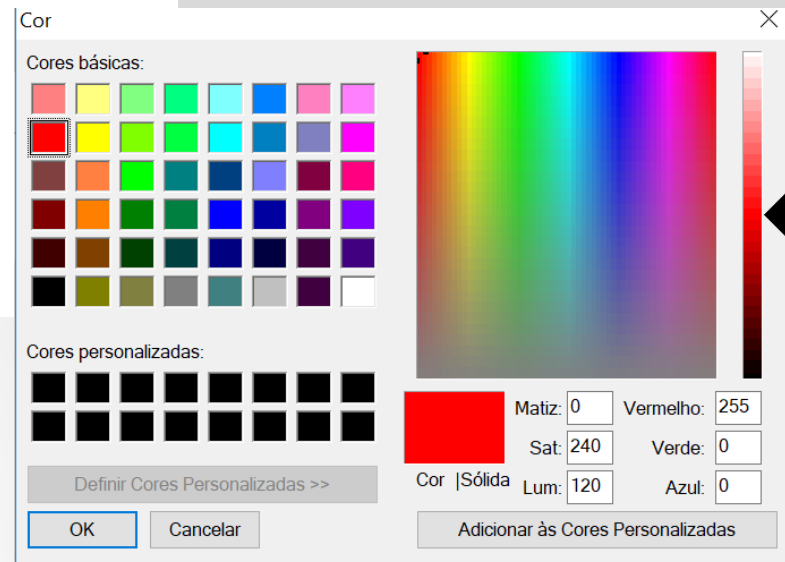 Cor
Cores básicas:
Cores personalizadas:
Definir Cores Personalizadas >>
OK Cancelar
Cor |Sólida
Matiz: 0 Vermelho: 255
Sat: 240 Verde: 0
Lum: 120 Azul: 0
Adicionar às Cores Personalizadas